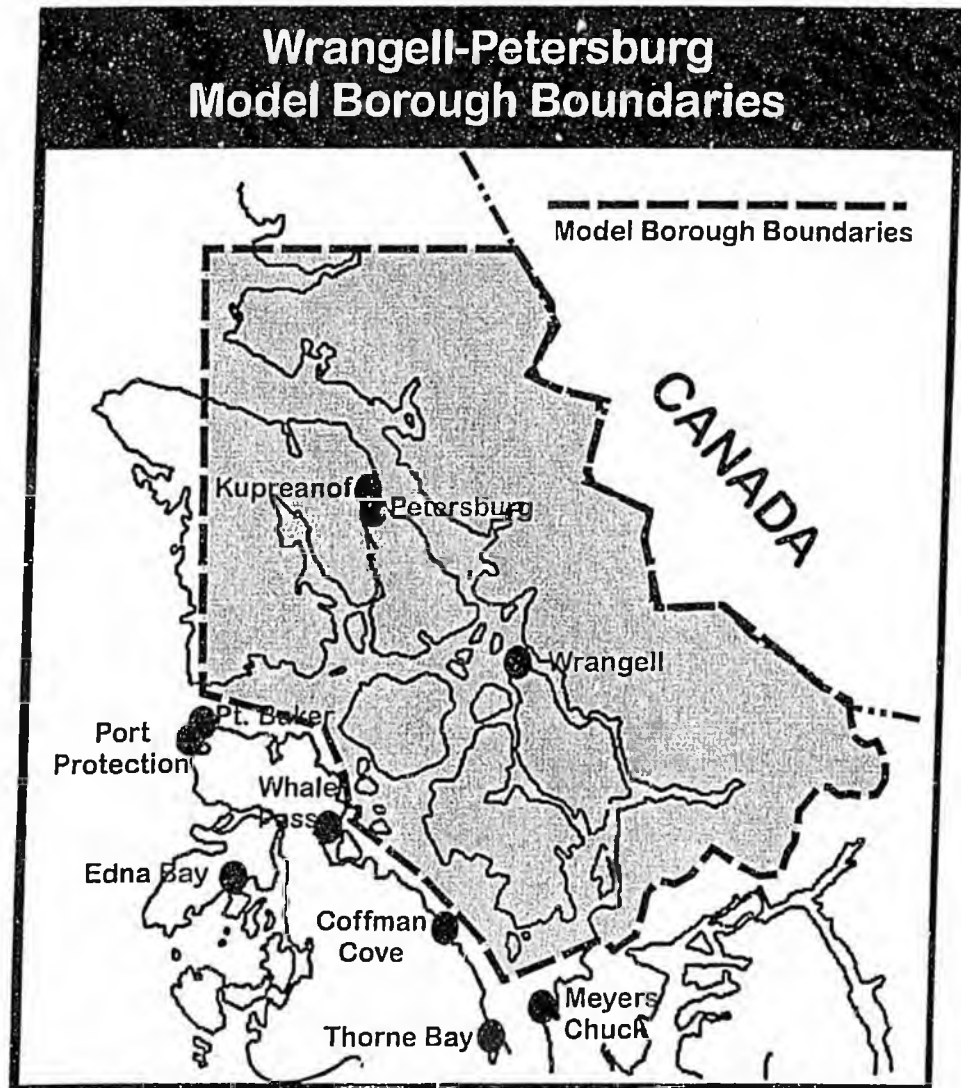 Wrangell-Petersburg
Model Borough Boundaries
Model Borough Boundaries
CANADA
Kupreanof
Petersburg
Wrangell
Pt. Baker
Port
Protection
Whale
Pass
Edna Bay
Coffman
Cove
Meyers
Chuck
Thorne Bay